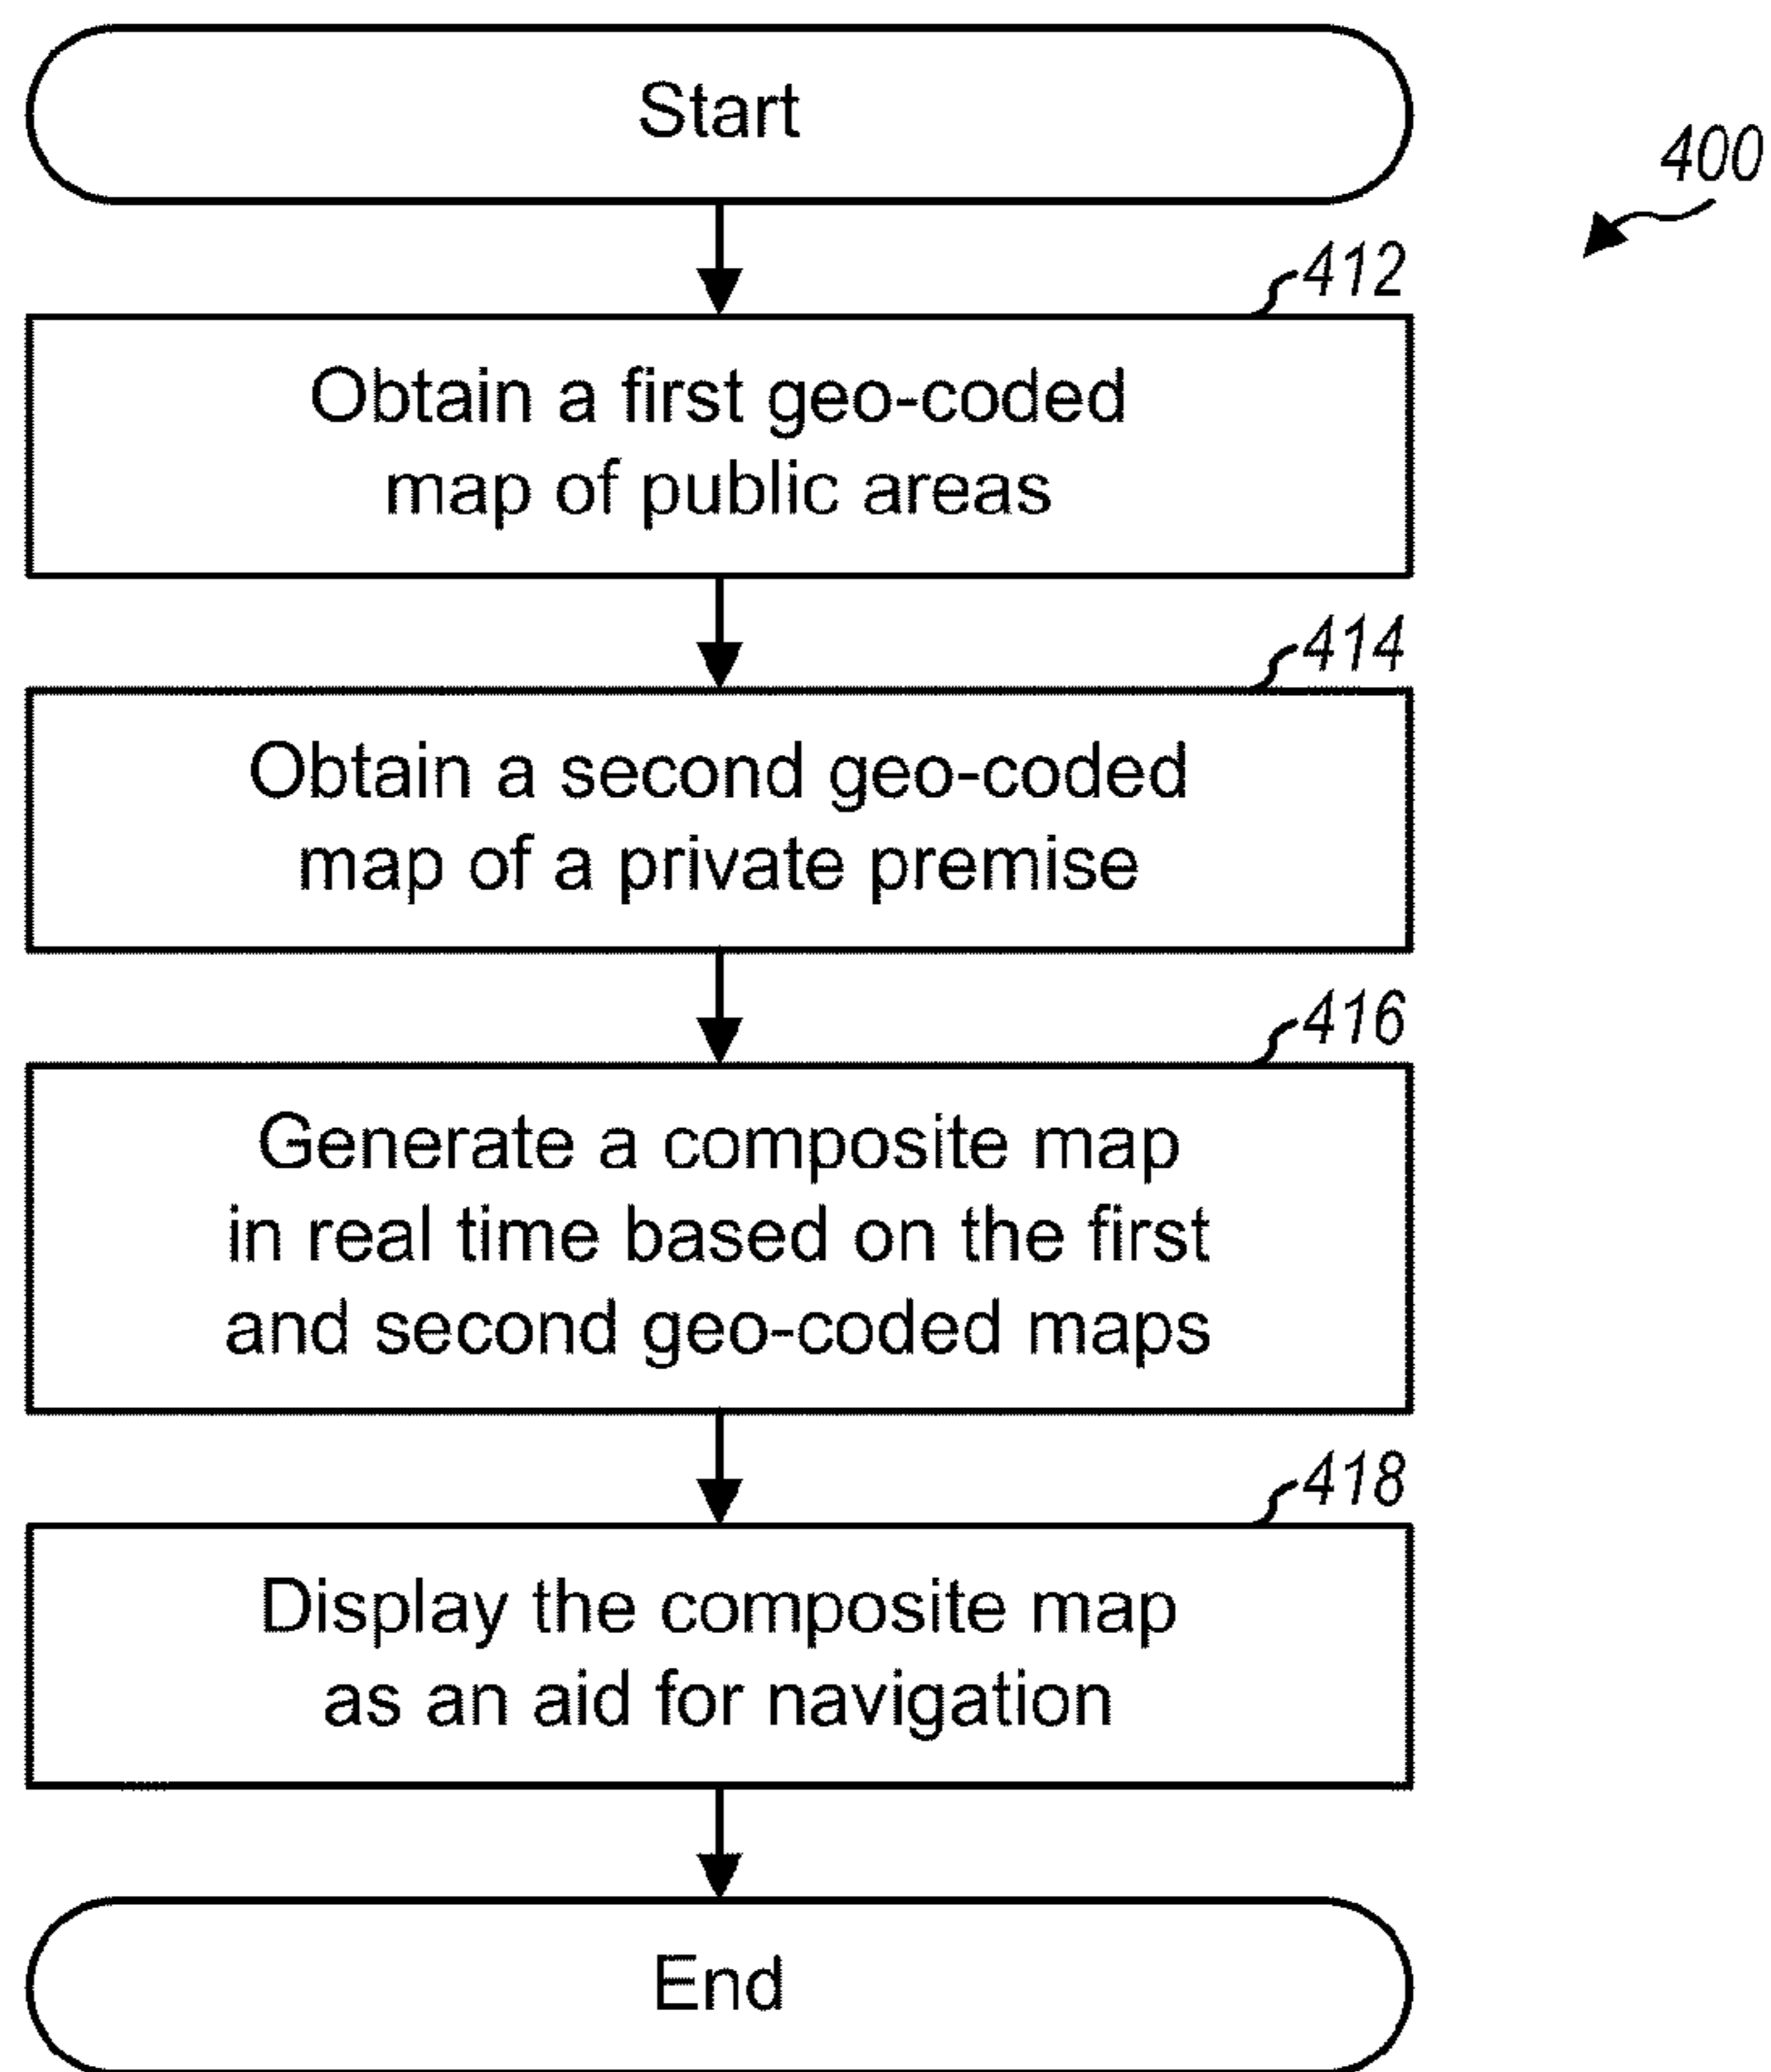 Start
400
412
Obtain a first geo-coded
map of public areas
414
Obtain a second geo-coded
map of a private premise
416
Generate a composite map
in real time based on the first
and second geo-coded maps
418
Display the composite map
as an aid for navigation
End